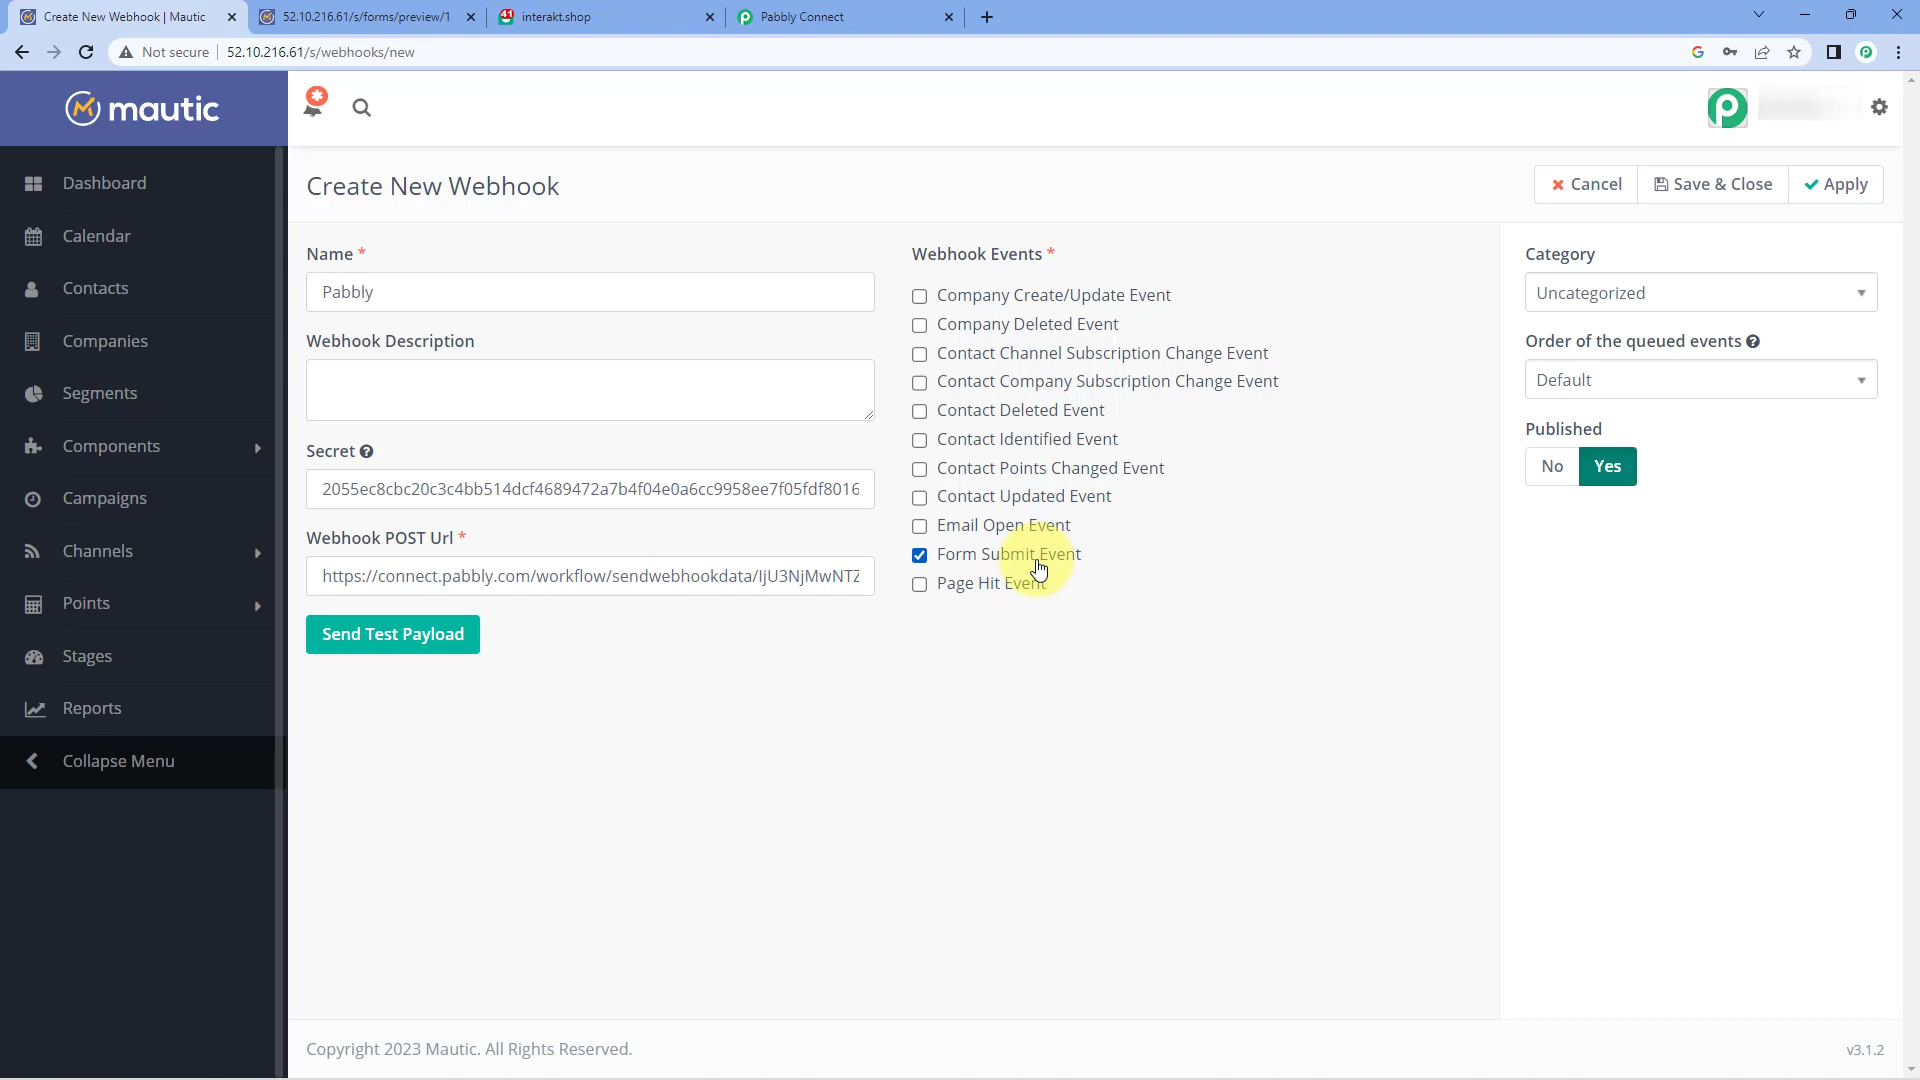 Create New Webhook | Mautic
52.10.216.61/s/forms/preview/1
41
interakt.shop
Pabbly Connect
Not secure
52.10.216.61/s/webhooks/new
mautic
Dashboard
Calendar
Contacts
Companies
Segments
Components
Campaigns
Channels
Points
Stages
Reports
Collapse Menu
Create New Webhook
Cancel
Save & Close
Apply
Name *
Pabbly
Webhook Description
Secret
2055ec8cbc20c3c4bb514dcf4689472a7b4f04e0a6cc9958ee7f05fdf8016
Webhook POST Url *
https://connect.pabbly.com/workflow/sendwebhookdata/IjU3NjMwNTZ
Send Test Payload
Webhook Events *
Company Create/Update Event
Company Deleted Event
Contact Channel Subscription Change Event
Contact Company Subscription Change Event
Contact Deleted Event
Contact Identified Event
Contact Points Changed Event
Contact Updated Event
Email Open Event
Form Submit Event
Page Hit Event
Category
Uncategorized
Order of the queued events
Default
Published
No
Yes
Copyright 2023 Mautic. All Rights Reserved.
v3.1.2